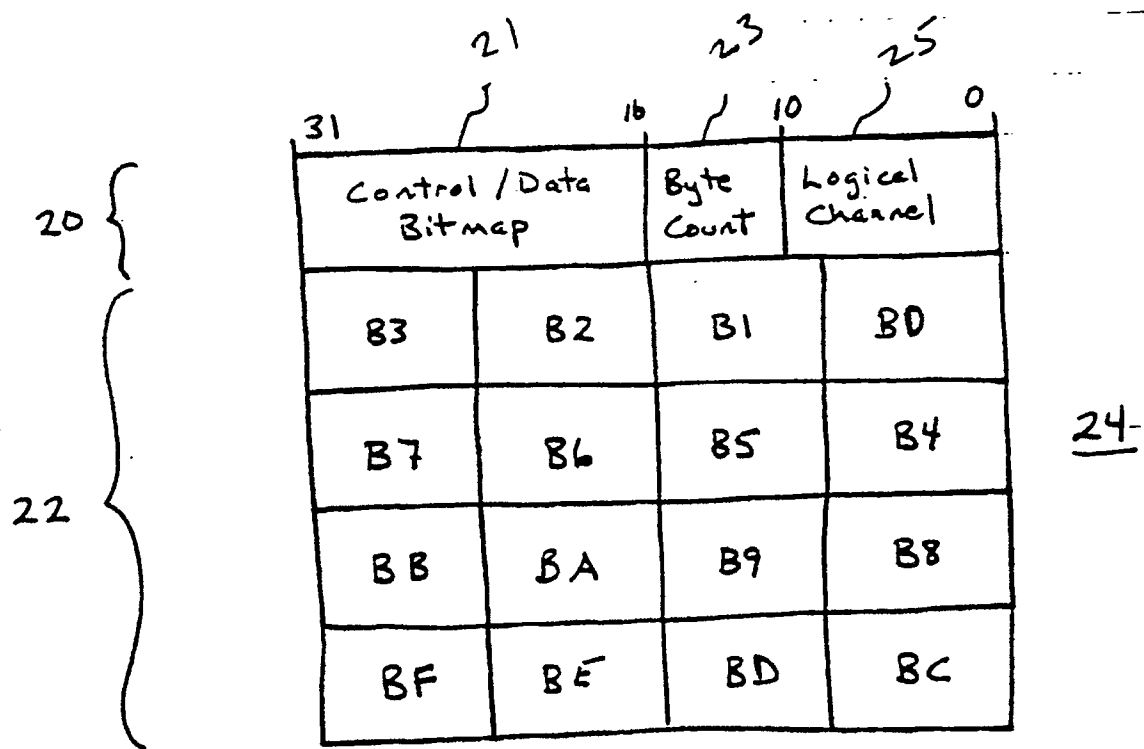 21 23 25
31 16 10 0
20
Control / Data
Bitmap
Byte
Count
Logical
Channel
B3 B2 B1 B0
22
B7 B6 B5 B4
24
BB BA B9 B8
BF BE BD BC